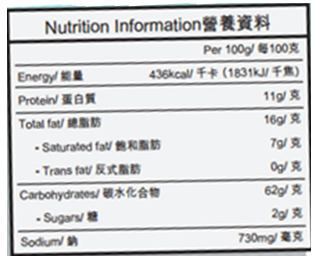 Nutrition Information營養資料
Per 100g/ 每100克
Energy/ 能量 436kcal/ 千卡 (1831kJ/ 千焦)
Protein/ 蛋白質 11g/ 克
Total fat/ 總脂肪 16g/ 克
- Saturated fat/ 飽和脂肪 7g/ 克
- Trans fat/ 反式脂肪 0g/ 克
Carbohydrates/ 碳水化合物 62g/ 克
- Sugars/ 糖 2g/ 克
Sodium/ 鈉 730mg/ 毫克